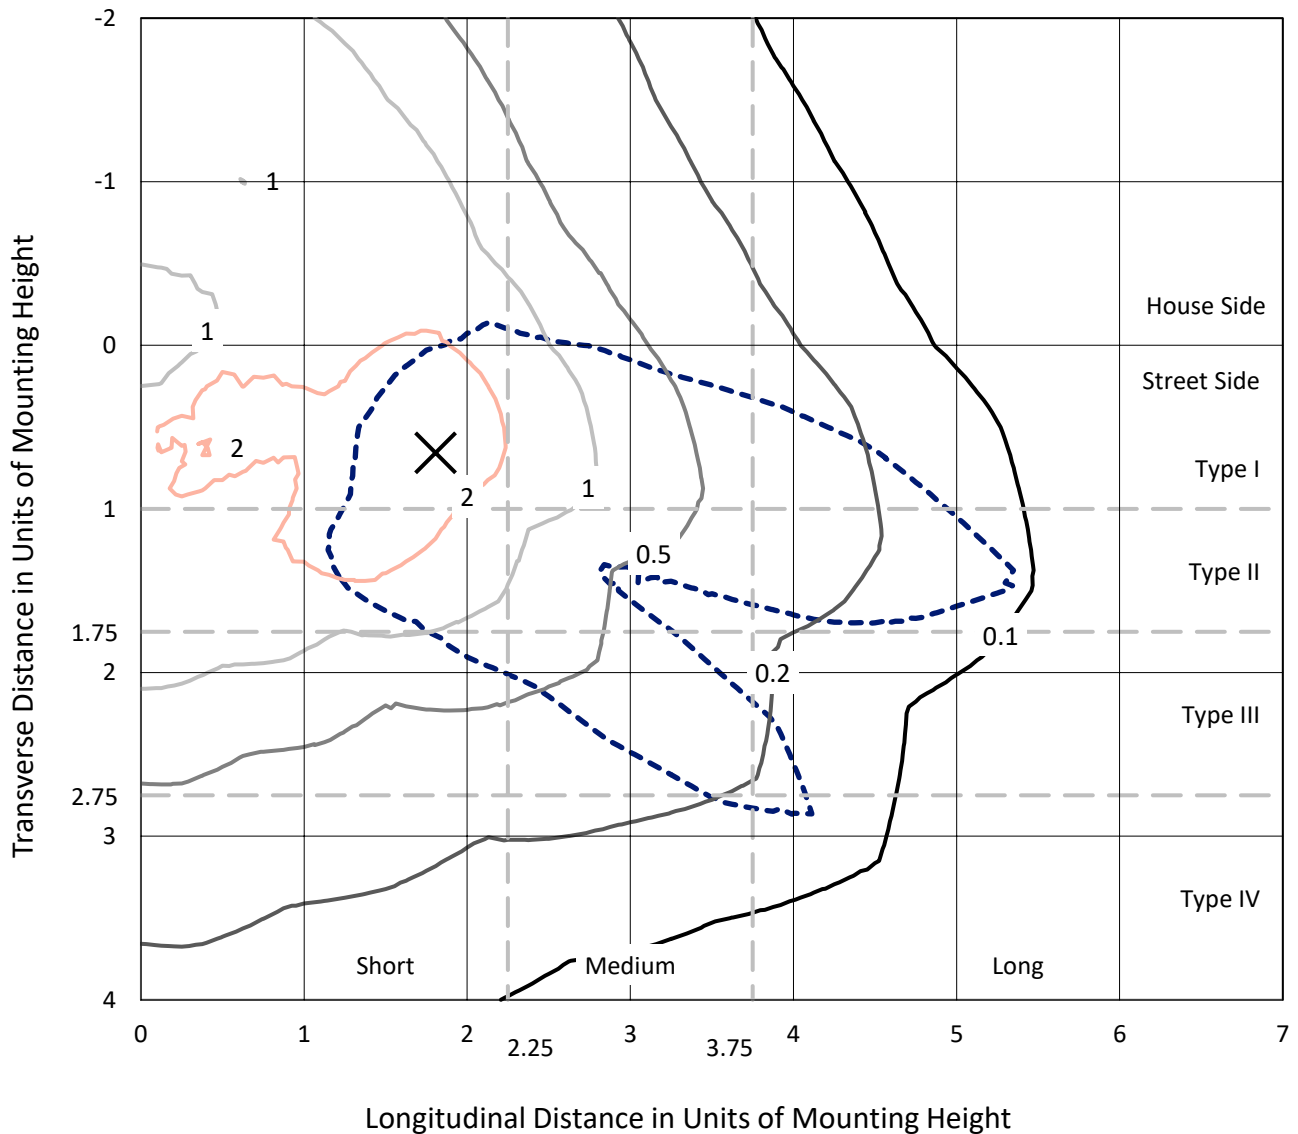 -2
-1
1
House Side
1
0
Street Side
2
Type I
2
1
1
0.5
Type II
1.75
0.1
2
0.2
Type III
2.75
3
Type IV
Short
Medium
Long
4
0
1
2
2.25
3
3.75
4
5
6
7
Transverse Distance in Units of Mounting Height
Longitudinal Distance in Units of Mounting Height